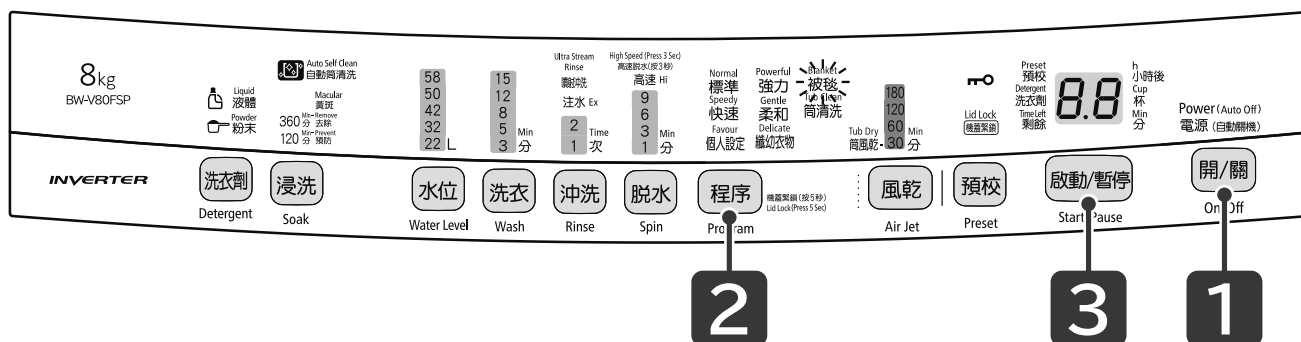 8kg
BW-V80FSP
Liquid
液體
Powder
粉末
Auto Self Clean
自動筒清洗
Macular
黃斑
360分 Min- Remove 去除
120分 Min- Prevent 預防
58
50
42
32
22 L
15
12
8
5 Min
3 分
Ultra Stream
Rinse
注水 Ex
2 Time
1 次
High Speed (Press 3 Sec)
高速脱水(按3秒)
高速 Hi
9
6
3 Min
1 分
Normal
標準
Speedy
快速
Favour
個人設定
Powerful
強力
Gentle
柔和
Delicate
纖幼衣物
Blanket
被毯
Tub Clean
筒清洗
180
120
60 Min
Tub Dry
筒風乾-30 分
Lid Lock
機蓋緊鎖
Preset
預校
Detergent
洗衣劑
Time Left
剩餘
8.8
h
小時後
Cup
杯
Min
分
Power (Auto Off)
電源 (自動關機)
INVERTER
洗衣劑
Detergent
浸洗
Soak
水位
Water Level
洗衣
Wash
沖洗
Rinse
脱水
Spin
程序
Program
機蓋緊鎖(按5秒)
Lid Lock(Press 5 Sec)
風乾
Air Jet
預校
Preset
啟動/暫停
Start/Pause
開/關
On/Off
2
3
1